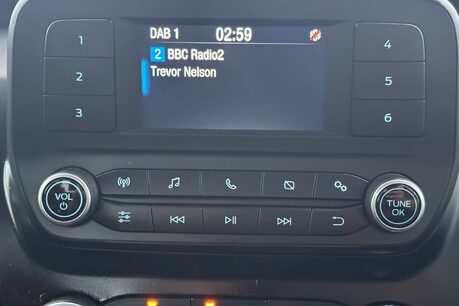 DAB 1 02:59
2 BBC Radio2
Trevor Nelson
1
2
3
4
5
6
VOL
TUNE
OK